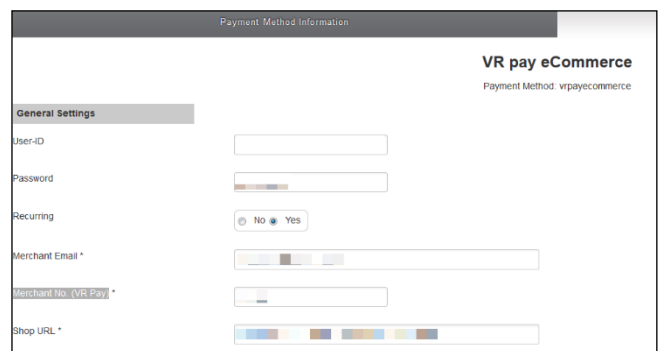 Payment Method Information
VR pay eCommerce
Payment Method: vrpayecommerce
General Settings
User-ID
Password
Recurring
No Yes
Merchant Email *
Merchant No. (VR Pay) *
Shop URL *